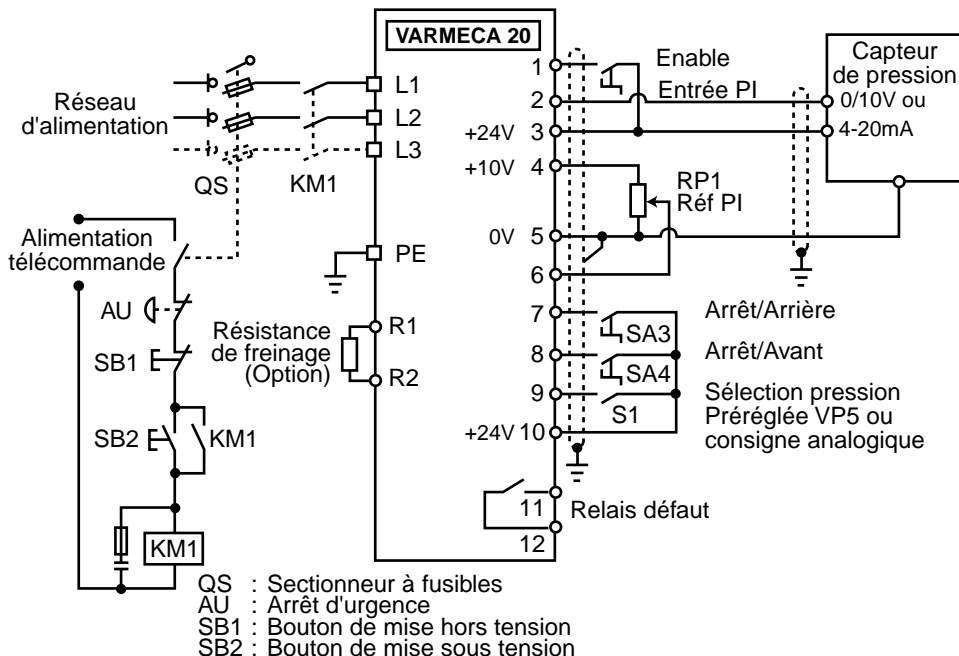 VARMECA 20
Réseau
d'alimentation
L1
L2
L3
QS
KM1
Alimentation
télécommande
PE
AU
SB1
SB2
KM1
KM1
Résistance
de freinage
(Option)
R1
R2
1
Enable
2
Entrée PI
+24V 3
+10V 4
RP1
Réf PI
0V 5
6
7
SA3
Arrêt/Arrière
8
SA4
Arrêt/Avant
9
S1
Sélection pression
Préréglée VP5 ou
consigne analogique
+24V 10
11
12
Relais défaut
Capteur
de pression
0/10V ou
4-20mA
QS : Sectionneur à fusibles
AU : Arrêt d'urgence
SB1 : Bouton de mise hors tension
SB2 : Bouton de mise sous tension